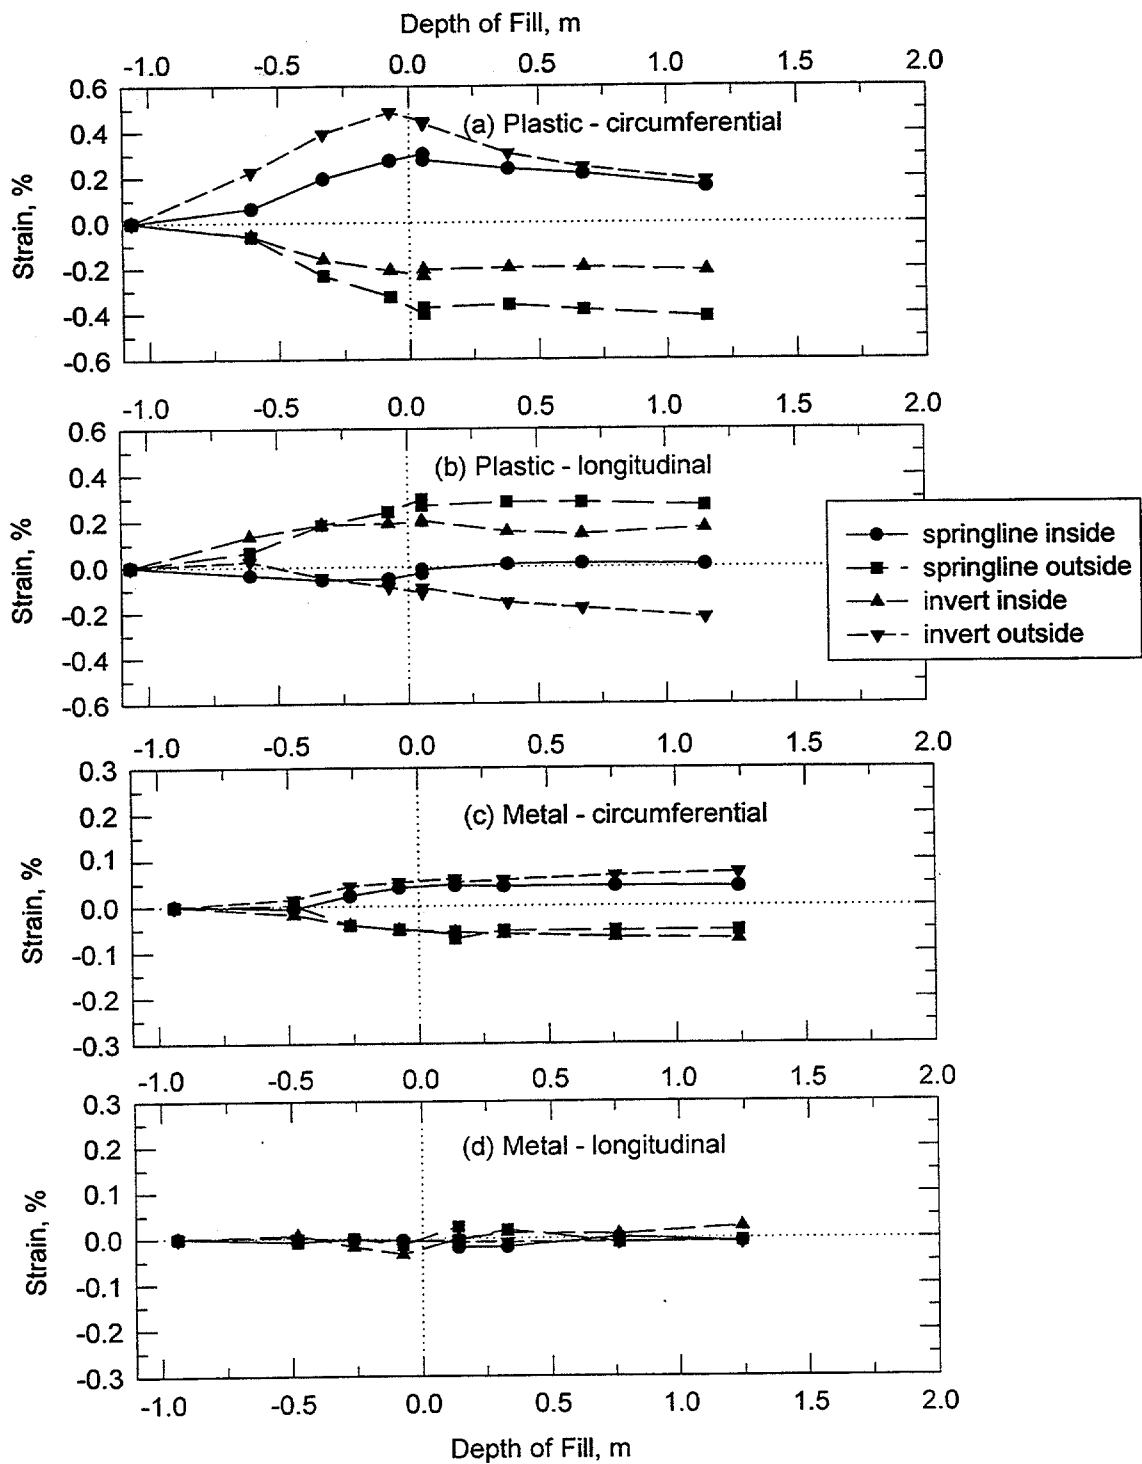 Depth of Fill, m
-1.0 -0.5 0.0 0.5 1.0 1.5 2.0
0.6
(a) Plastic - circumferential
0.4
0.2
0.0
-0.2
-0.4
-0.6
Strain, %
-1.0 -0.5 0.0 0.5 1.0 1.5 2.0
0.6
(b) Plastic - longitudinal
0.4
0.2
0.0
-0.2
-0.4
-0.6
Strain, %
springline inside
springline outside
invert inside
invert outside
-1.0 -0.5 0.0 0.5 1.0 1.5 2.0
0.3
(c) Metal - circumferential
0.2
0.1
0.0
-0.1
-0.2
-0.3
Strain, %
-1.0 -0.5 0.0 0.5 1.0 1.5 2.0
0.3
(d) Metal - longitudinal
0.2
0.1
0.0
-0.1
-0.2
-0.3
Strain, %
-1.0 -0.5 0.0 0.5 1.0 1.5 2.0
Depth of Fill, m